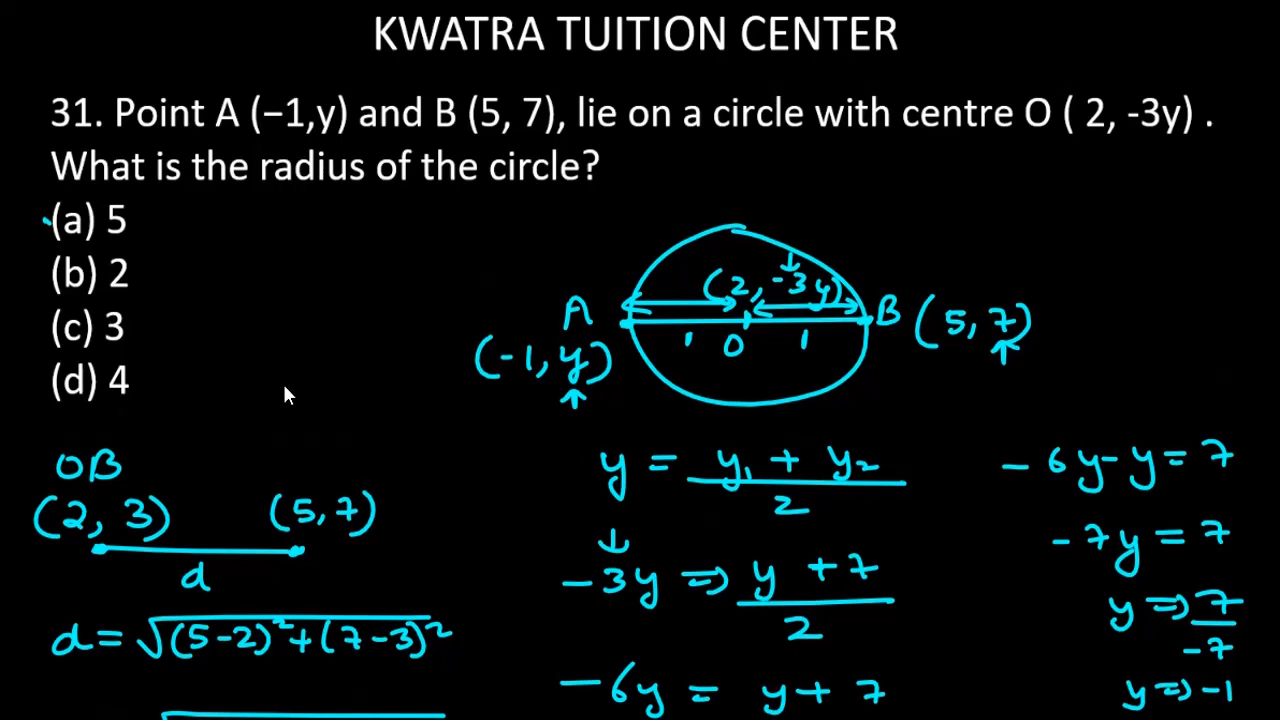 KWATRA TUITION CENTER
31. Point A (−1,y) and B (5, 7), lie on a circle with centre O ( 2, -3y) .
What is the radius of the circle?
(a) 5
(b) 2
(c) 3
(d) 4
(2, -3y)
A
B (5, 7)
(-1, y)
1 O 1
OB
(2, 3) (5,7)
d
d = √(5-2)²+(7-3)²
y = y₁ + y₂
2
-3y ⇒ y +7
2
-6y = y+ 7
-6y-y=7
-7y = 7
y ⇒ 7
-7
y ⇒ -1